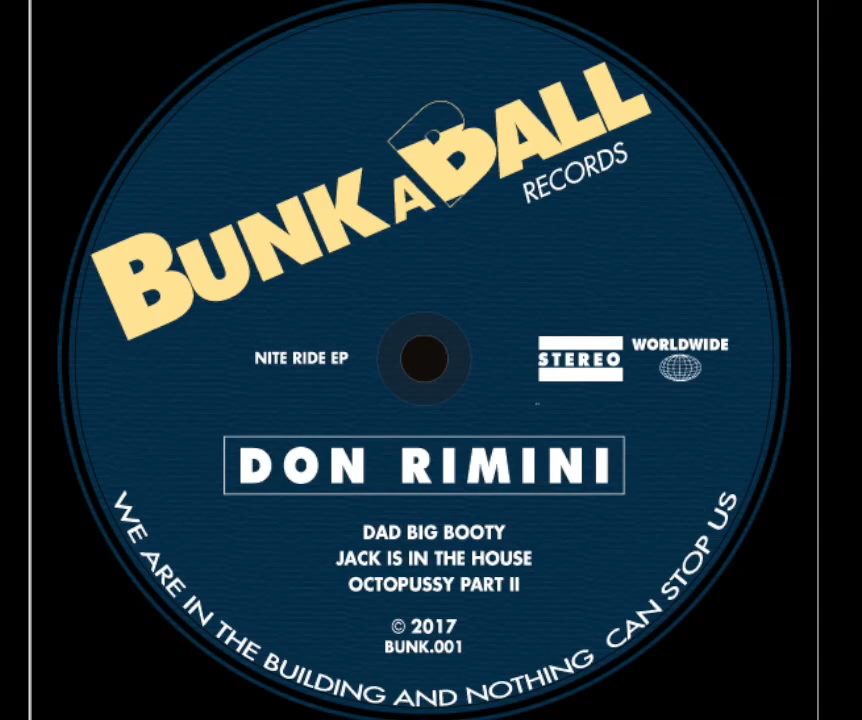 BUNK A BALL
RECORDS
NITE RIDE EP
STEREO
WORLDWIDE
DON RIMINI
DAD BIG BOOTY
JACK IS IN THE HOUSE
OCTOPUSSY PART II
© 2017
BUNK.001
WE ARE IN THE BUILDING AND NOTHING CAN STOP US